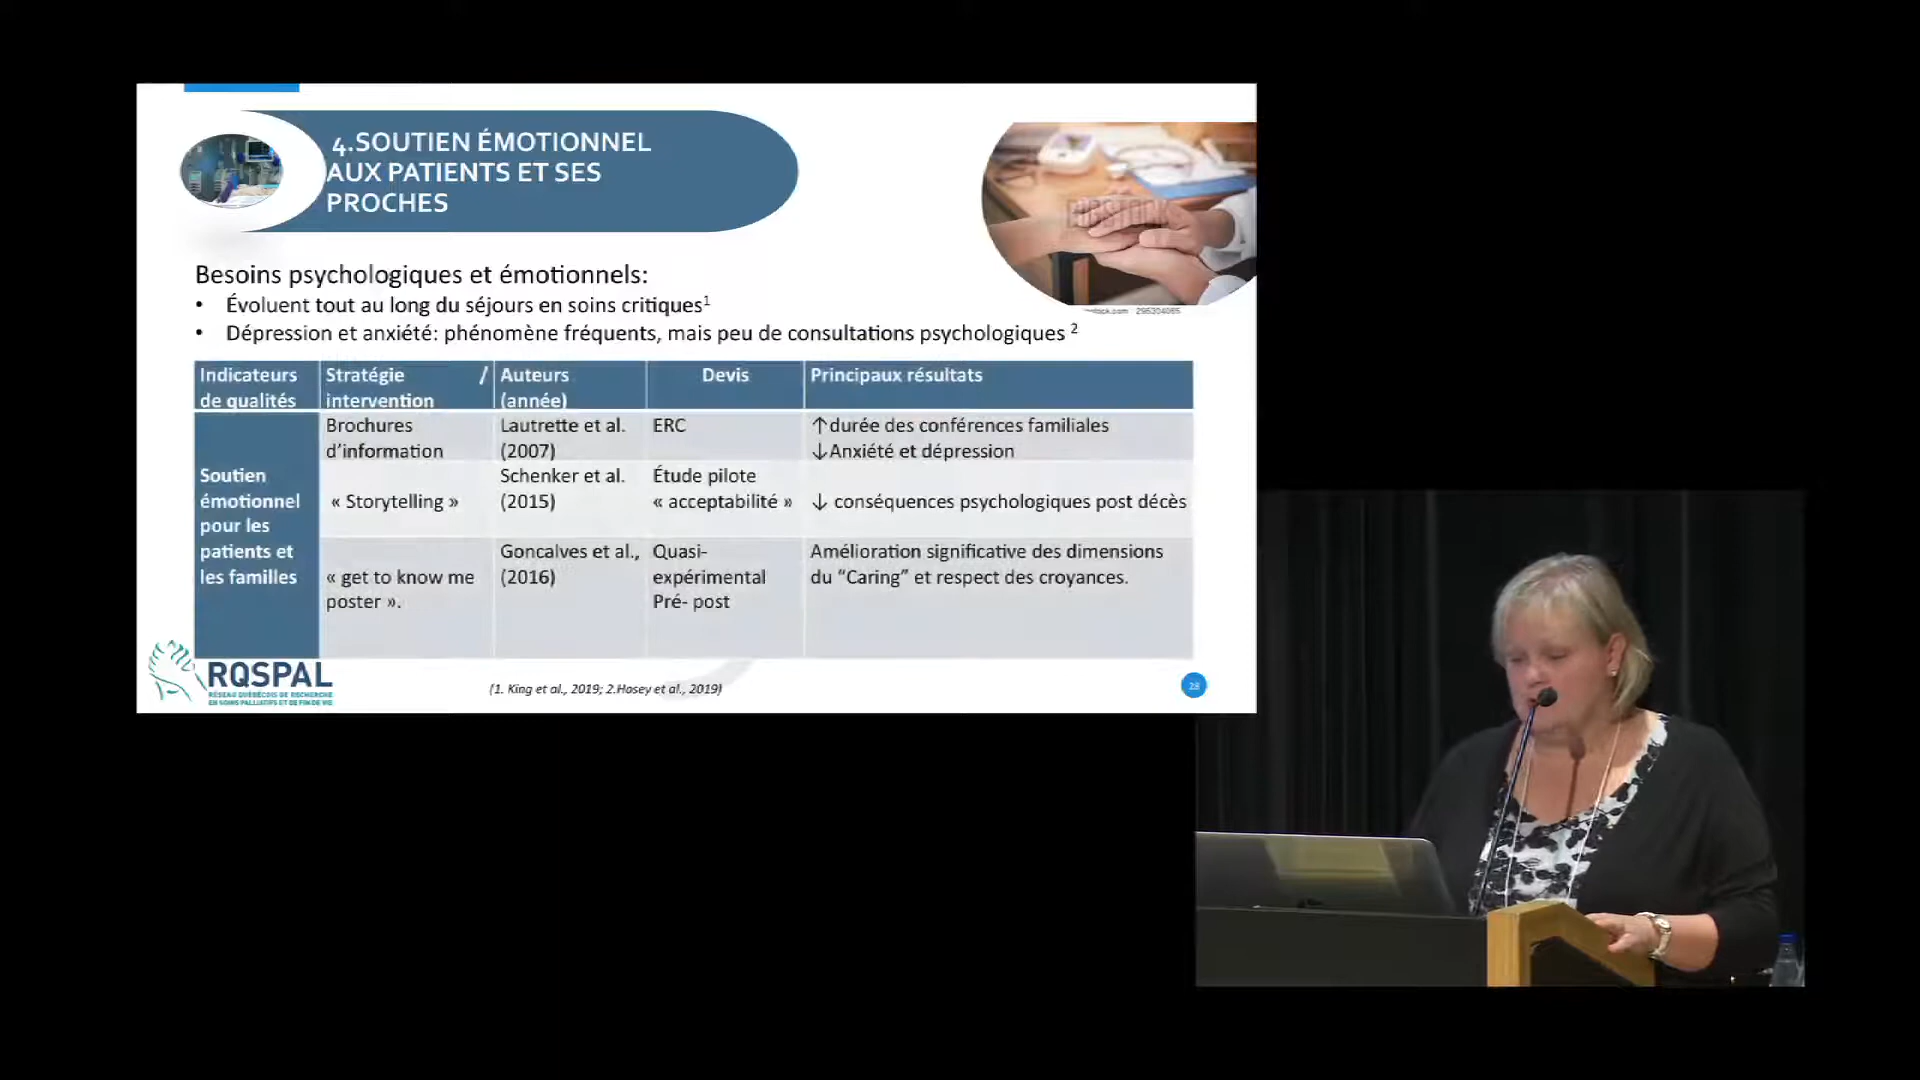 4.SOUTIEN ÉMOTIONNEL
AUX PATIENTS ET SES
PROCHES
Besoins psychologiques et émotionnels:
• Évoluent tout au long du séjours en soins critiques1
• Dépression et anxiété: phénomène fréquents, mais peu de consultations psychologiques 2
Indicateurs de qualités
Stratégie / intervention
Auteurs (année)
Devis
Principaux résultats
Soutien
émotionnel
pour les
patients et
les familles
Brochures
d'information
Lautrette et al.
(2007)
ERC
↑durée des conférences familiales
↓Anxiété et dépression
« Storytelling »
Schenker et al.
(2015)
Étude pilote
« acceptabilité »
↓ conséquences psychologiques post décès
« get to know me
poster ».
Goncalves et al.,
(2016)
Quasi-
expérimental
Pré- post
Amélioration significative des dimensions
du “Caring” et respect des croyances.
RQSPAL
RÉSEAU QUÉBÉCOIS DE RECHERCHE
EN SOINS PALLIATIFS ET DE FIN DE VIE
(1. King et al., 2019; 2.Hosey et al., 2019)
28